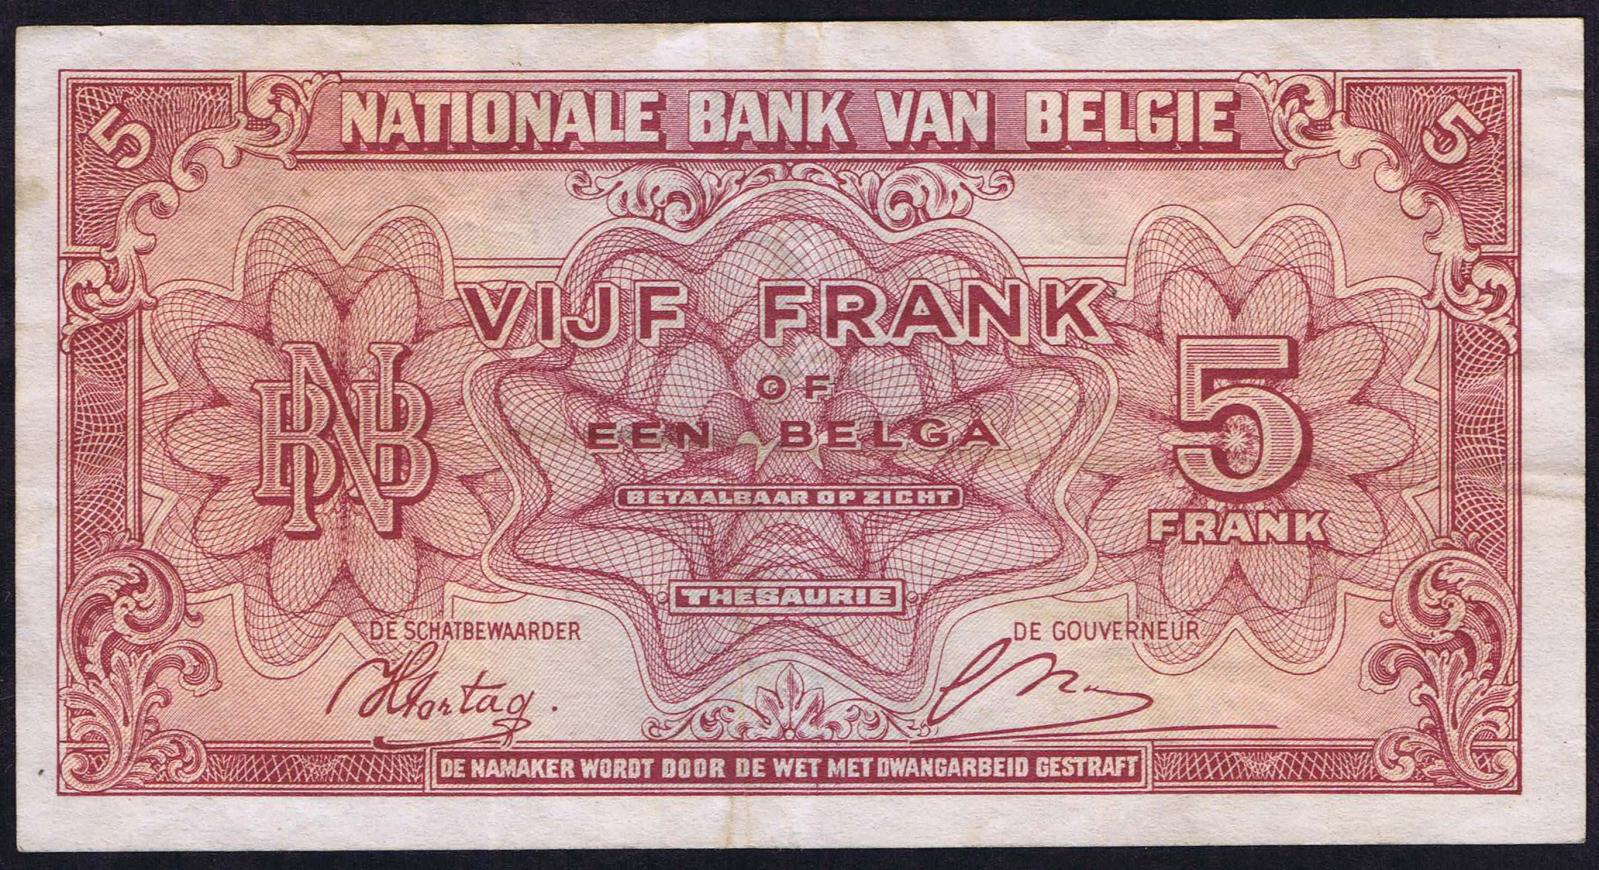 5 NATIONALE BANK VAN BELGIE 5
VIJF FRANK
OF
EEN BELGA
BETAALBAAR OP ZICHT
BNB
5
FRANK
THESAURIE
DE SCHATBEWAARDER
DE GOUVERNEUR
DE NAMAKER WORDT DOOR DE WET MET DWANGARBEID GESTRAFT